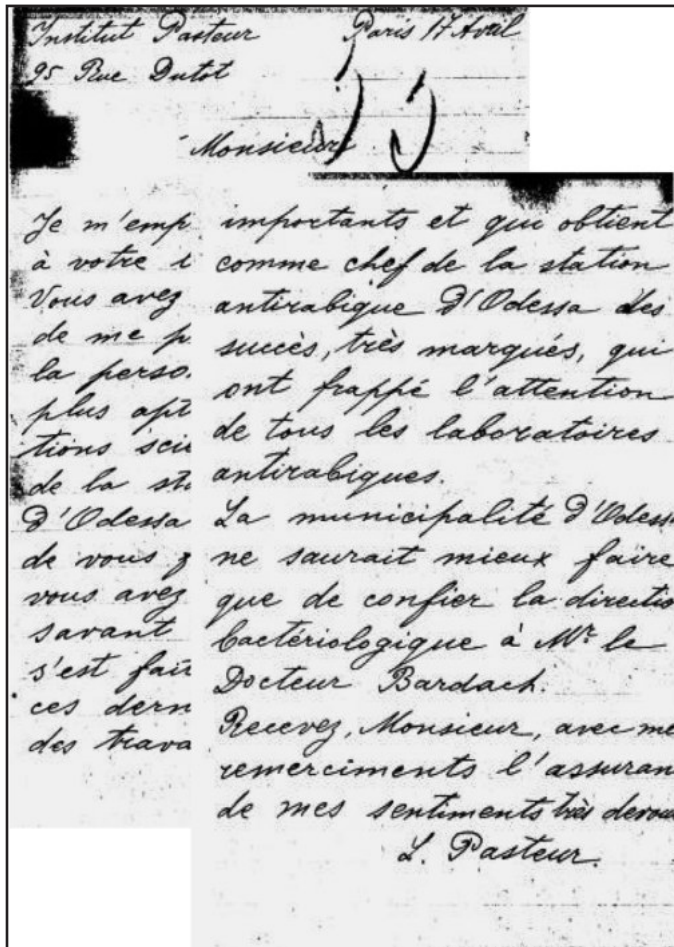 Institut Pasteur Paris 17 Avril
25 Rue Dutot
Monsieur
Je m'emp
à votre i
Vous avez
de me p
la perso
plus apt
tions scie
de la sta
d'Odessa
de vous
vous avez
savant
s'est fait
ces dern
des trava
importants et qui obtient
comme chef de la station
antirabique d'Odessa des
succès, très marqués, qui
ont frappé l'attention
de tous les laboratoires
antirabiques.
La municipalité d'Odess
ne saurait mieux faire
que de confier la directio
bactériologique à Mr le
Docteur Bardach.
Recevez, Monsieur, avec me
remerciments l'assuran
de mes sentiments très devou
L. Pasteur.